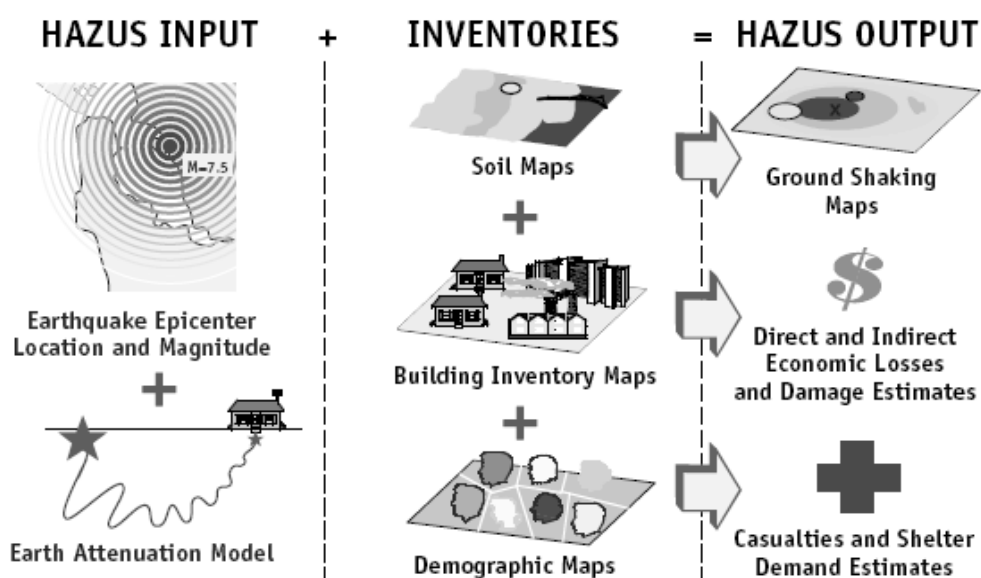 HAZUS INPUT + INVENTORIES = HAZUS OUTPUT
M=7.5
Earthquake Epicenter
Location and Magnitude
+
Earth Attenuation Model
Soil Maps
+
Building Inventory Maps
+
Demographic Maps
X
Ground Shaking
Maps
$
Direct and Indirect
Economic Losses
and Damage Estimates
Casualties and Shelter
Demand Estimates